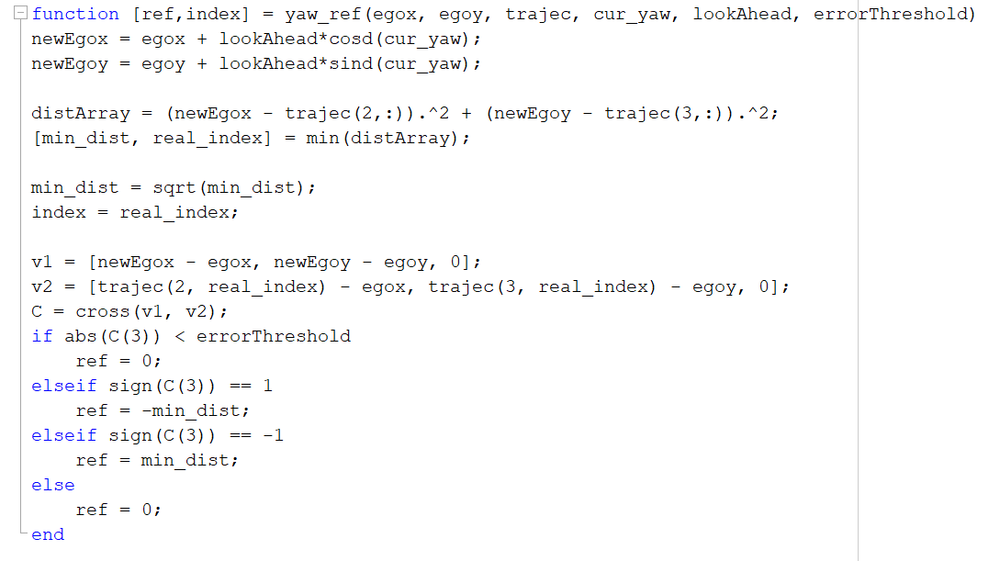 function [ref,index] = yaw_ref(egox, egoy, trajec, cur_yaw, lookAhead, errorThreshold)
newEgox = egox + lookAhead*cosd(cur_yaw);
newEgoy = egoy + lookAhead*sind(cur_yaw);
distArray = (newEgox - trajec(2,:)).^2 + (newEgoy - trajec(3,:)).^2;
[min_dist, real_index] = min(distArray);
min_dist = sqrt(min_dist);
index = real_index;
v1 = [newEgox - egox, newEgoy - egoy, 0];
v2 = [trajec(2, real_index) - egox, trajec(3, real_index) - egoy, 0];
C = cross(v1, v2);
if abs(C(3)) < errorThreshold
    ref = 0;
elseif sign(C(3)) == 1
    ref = -min_dist;
elseif sign(C(3)) == -1
    ref = min_dist;
else
    ref = 0;
end